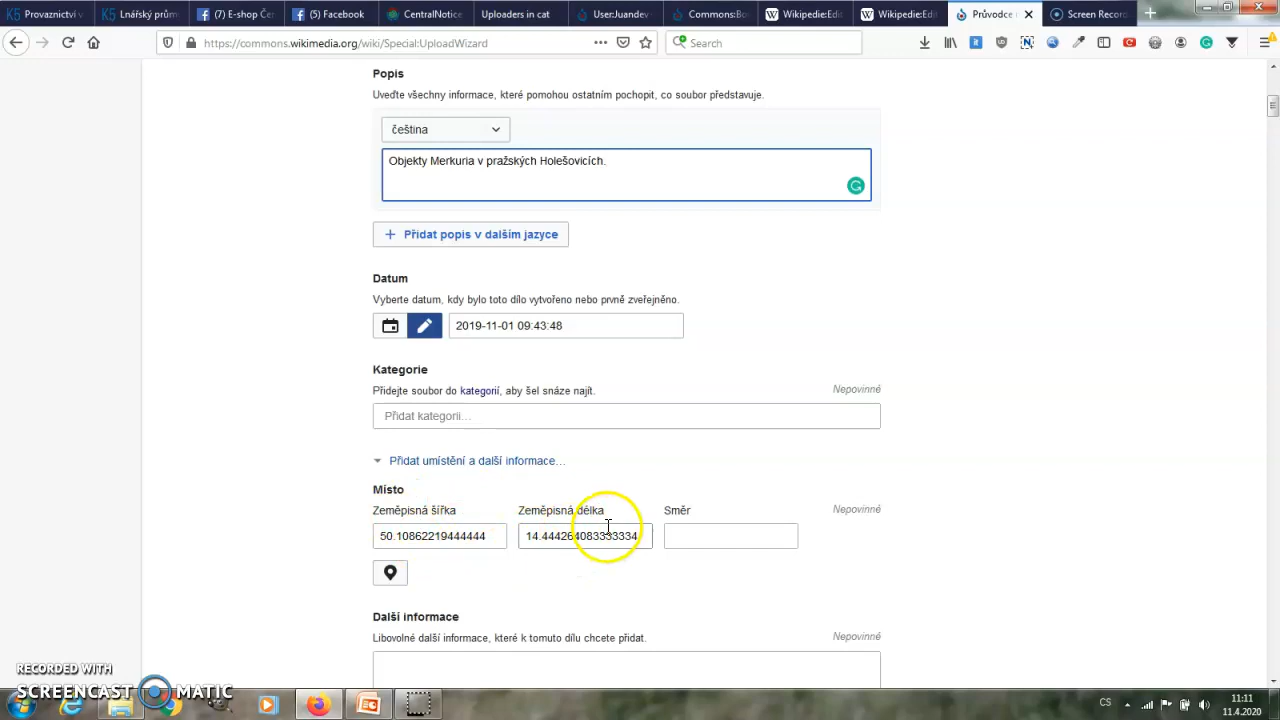 Provaznictví v
Lnářský průmy
(7) E-shop Čes
(5) Facebook
CentralNotice
Uploaders in cat
User:Juandev
Commons:Bo
Wikipedie:Edi
Wikipedie:Edi
Průvodce
Screen Record
https://commons.wikimedia.org/wiki/Special:UploadWizard
Search
Popis
Uveďte všechny informace, které pomohou ostatním pochopit, co soubor představuje.
čeština
Objekty Merkuria v pražských Holešovicích.
+ Přidat popis v dalším jazyce
Datum
Vyberte datum, kdy bylo toto dílo vytvořeno nebo prvně zveřejněno.
2019-11-01 09:43:48
Kategorie
Přidejte soubor do kategorií, aby šel snáze najít.
Nepovinné
Přidat kategorii…
Přidat umístění a další informace…
Místo
Zeměpisná šířka Zeměpisná délka Směr Nepovinné
50.10862219444444 14.444264083333334
Další informace
Libovolné další informace, které k tomuto dílu chcete přidat. Nepovinné
RECORDED WITH
SCREENCAST MATIC
CS
11:11
11.4.2020